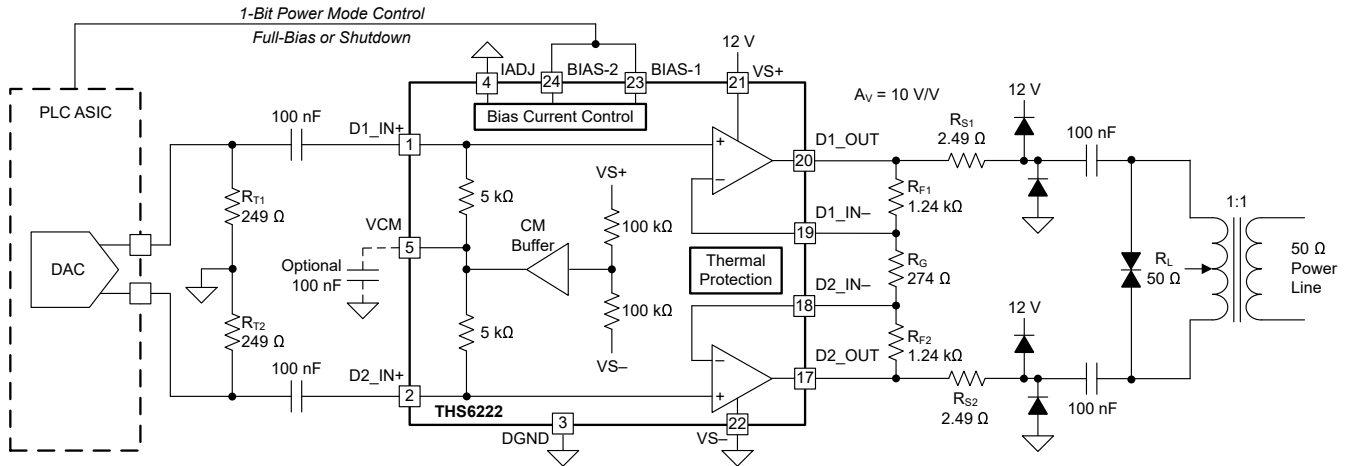 1-Bit Power Mode Control
Full-Bias or Shutdown
PLC ASIC
DAC
RT1
249 Ω
RT2
249 Ω
100 nF
100 nF
D1_IN+
1
VCM
5
Optional
100 nF
D2_IN+
2
IADJ
4
BIAS-2
24
BIAS-1
23
Bias Current Control
12 V
VS+
21
5 kΩ
5 kΩ
CM
Buffer
VS+
100 kΩ
100 kΩ
VS–
+
–
–
+
Thermal
Protection
THS6222
DGND
3
VS–
22
AV = 10 V/V
D1_OUT
20
D1_IN–
19
D2_IN–
18
D2_OUT
17
RF1
1.24 kΩ
RG
274 Ω
RF2
1.24 kΩ
RS1
2.49 Ω
RS2
2.49 Ω
12 V
12 V
100 nF
100 nF
RL
50 Ω
1:1
50 Ω
Power
Line